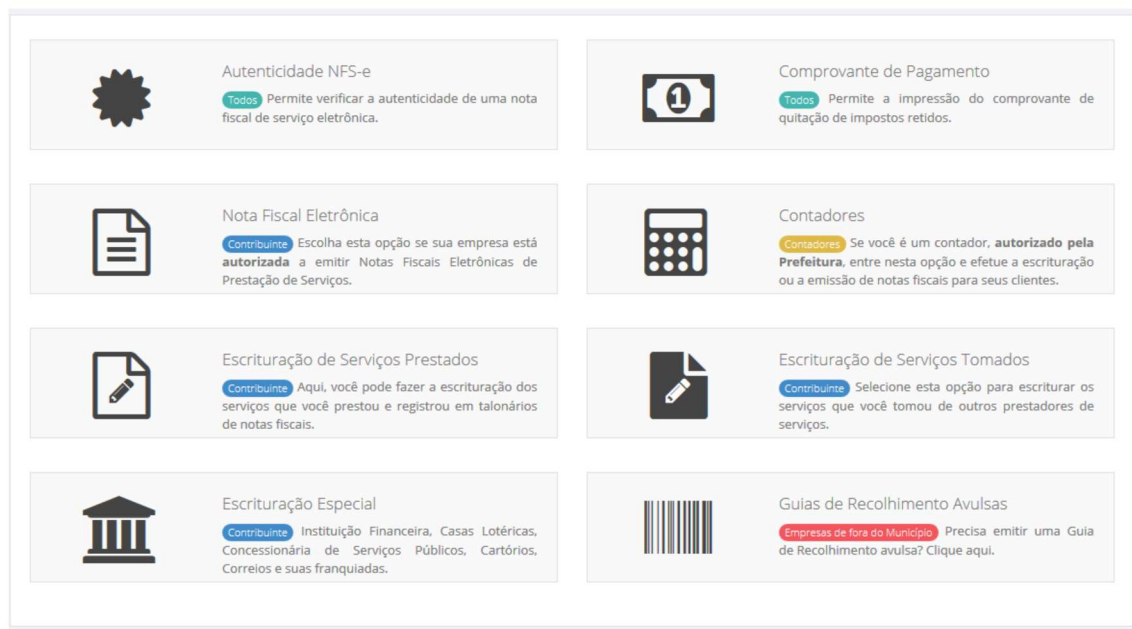 Autenticidade NFS-e
Todos Permite verificar a autenticidade de uma nota
fiscal de serviço eletrônica.
1
Comprovante de Pagamento
Todos Permite a impressão do comprovante de
quitação de impostos retidos.
Nota Fiscal Eletrônica
Contribuinte Escolha esta opção se sua empresa está
autorizada a emitir Notas Fiscais Eletrônicas de
Prestação de Serviços.
Contadores
Contadores Se você é um contador, autorizado pela
Prefeitura, entre nesta opção e efetue a escrituração
ou a emissão de notas fiscais para seus clientes.
Escrituração de Serviços Prestados
Contribuinte Aqui, você pode fazer a escrituração dos
serviços que você prestou e registrou em talonários
de notas fiscais.
Escrituração de Serviços Tomados
Contribuinte Selecione esta opção para escriturar os
serviços que você tomou de outros prestadores de
serviços.
Escrituração Especial
Contribuinte Instituição Financeira, Casas Lotéricas,
Concessionária de Serviços Públicos, Cartórios,
Correios e suas franquiadas.
Guias de Recolhimento Avulsas
Empresas de fora do Município Precisa emitir uma Guia
de Recolhimento avulsa? Clique aqui.